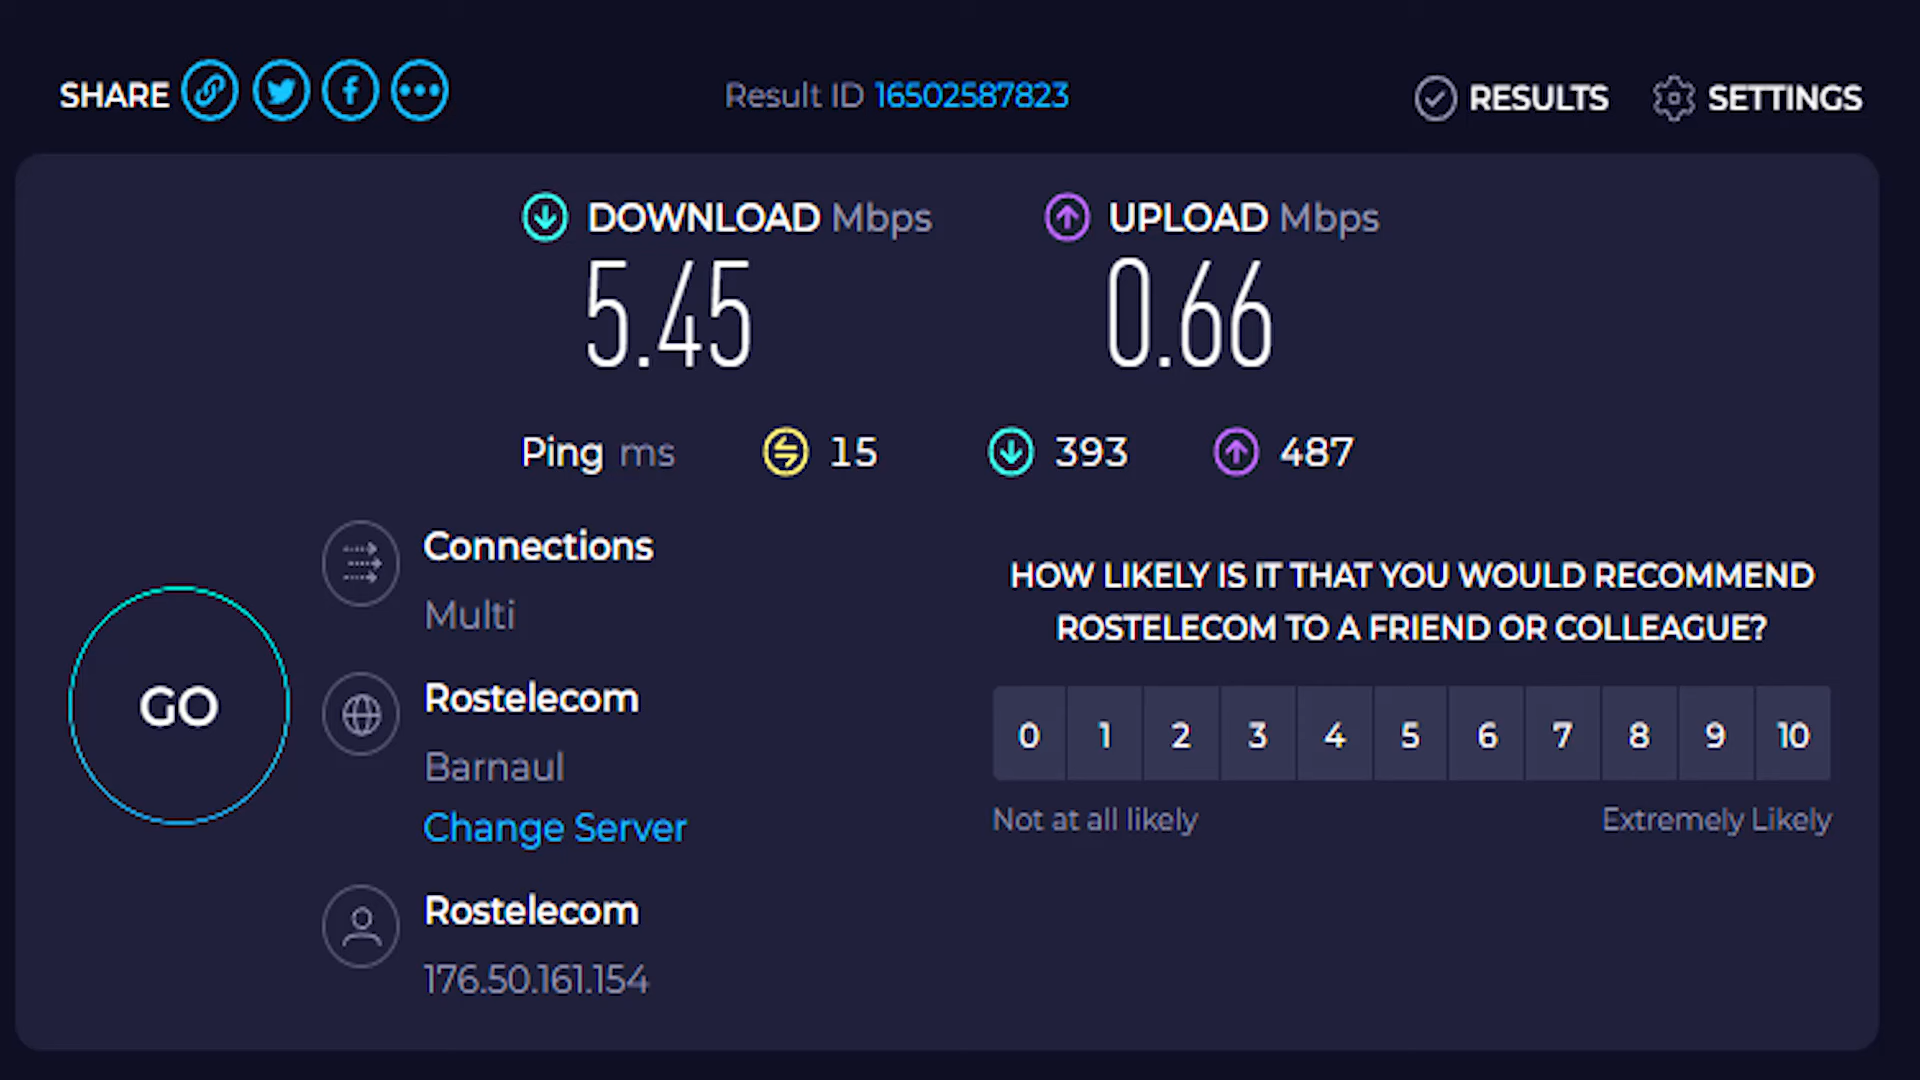 SHARE
Result ID 16502587823
RESULTS
SETTINGS
DOWNLOAD Mbps
5.45
UPLOAD Mbps
0.66
Ping ms 15 393 487
Connections
Multi
Rostelecom
Barnaul
Change Server
Rostelecom
176.50.161.154
GO
HOW LIKELY IS IT THAT YOU WOULD RECOMMEND
ROSTELECOM TO A FRIEND OR COLLEAGUE?
0 1 2 3 4 5 6 7 8 9 10
Not at all likely
Extremely Likely